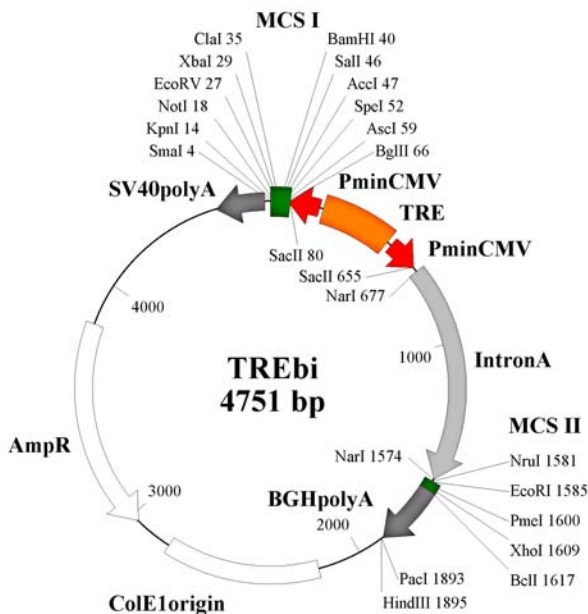 MCS I
ClaI 35
XbaI 29
EcoRV 27
NotI 18
KpnI 14
SmaI 4
BamHI 40
SalI 46
AccI 47
SpeI 52
AscI 59
BglII 66
SV40polyA
PminCMV
TRE
PminCMV
SacII 80
SacII 655
NarI 677
4000
1000
TREbi
4751 bp
IntronA
AmpR
MCS II
NarI 1574
NruI 1581
EcoRI 1585
PmeI 1600
XhoI 1609
BclI 1617
BGHpolyA
3000
2000
PacI 1893
HindIII 1895
ColE1origin